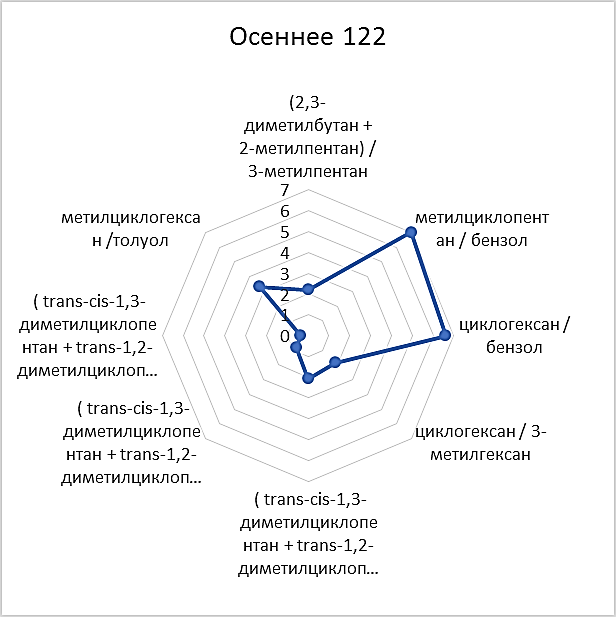 Осеннее 122
(2,3-
диметилбутан +
2-метилпентан) /
3-метилпентан
7
6
5
4
3
2
1
0
метилциклопент
ан / бензол
циклогексан /
бензол
циклогексан / 3-
метилгексан
( trans-cis-1,3-
диметилциклопе
нтан + trans-1,2-
диметилциклоп...
( trans-cis-1,3-
диметилциклопе
нтан + trans-1,2-
диметилциклоп...
( trans-cis-1,3-
диметилциклопе
нтан + trans-1,2-
диметилциклоп...
метилциклогекса
н /толуол